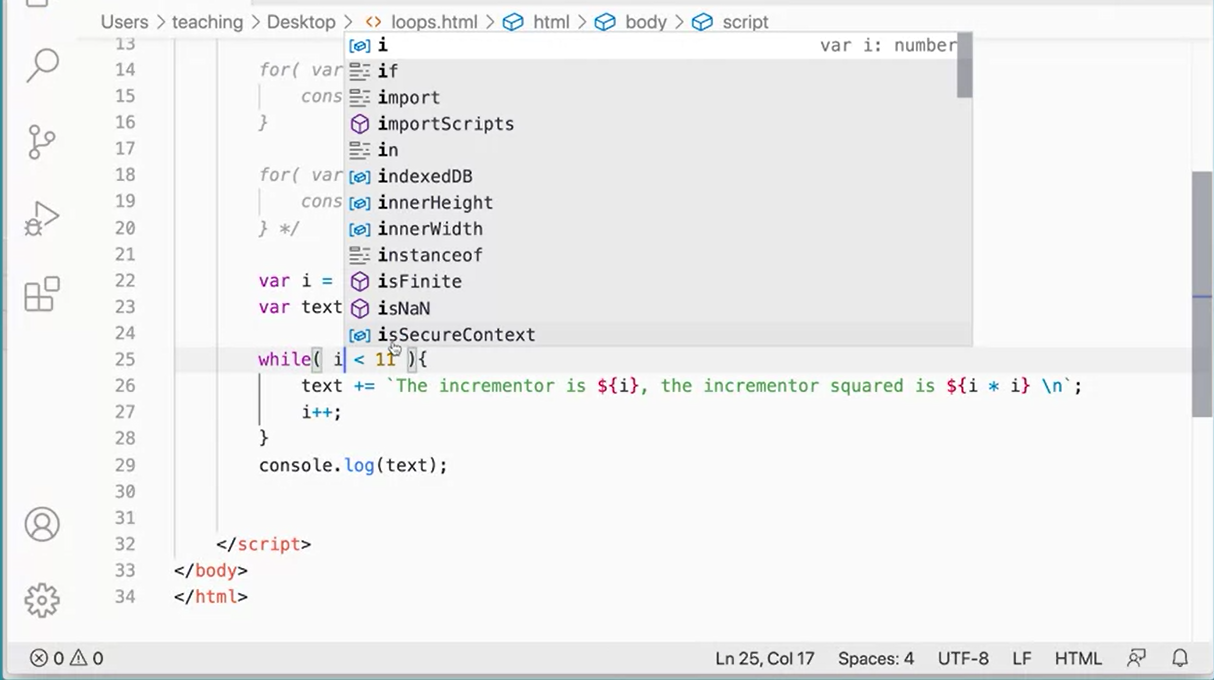 Users > teaching > Desktop > <> loops.html > html > body > script
13
14 for( var
15 cons
16 }
17
18 for( var
19 cons
20 } */
21
22 var i =
23 var text
24
i var i: number
if
import
importScripts
in
indexedDB
innerHeight
innerWidth
instanceof
isFinite
isNaN
isSecureContext
25 while( i < 11 ){
26 text += `The incrementor is ${i}, the incrementor squared is ${i * i} \n`;
27 i++;
28 }
29 console.log(text);
30
31
32 </script>
33 </body>
34 </html>
0 0 Ln 25, Col 17 Spaces: 4 UTF-8 LF HTML